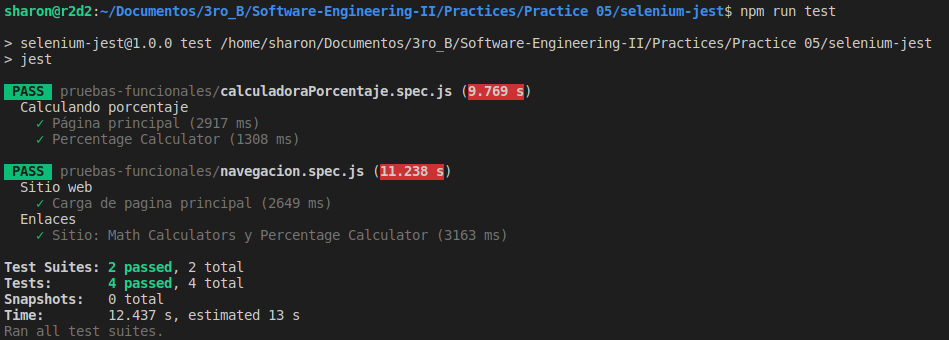 sharon@r2d2:~/Documentos/3ro_B/Software-Engineering-II/Practices/Practice 05/selenium-jest$ npm run test
> selenium-jest@1.0.0 test /home/sharon/Documentos/3ro_B/Software-Engineering-II/Practices/Practice 05/selenium-jest
> jest
PASS pruebas-funcionales/calculadoraPorcentaje.spec.js (9.769 s)
Calculando porcentaje
✓ Página principal (2917 ms)
✓ Percentage Calculator (1308 ms)
PASS pruebas-funcionales/navegacion.spec.js (11.238 s)
Sitio web
✓ Carga de pagina principal (2649 ms)
Enlaces
✓ Sitio: Math Calculators y Percentage Calculator (3163 ms)
Test Suites: 2 passed, 2 total
Tests: 4 passed, 4 total
Snapshots: 0 total
Time: 12.437 s, estimated 13 s
Ran all test suites.